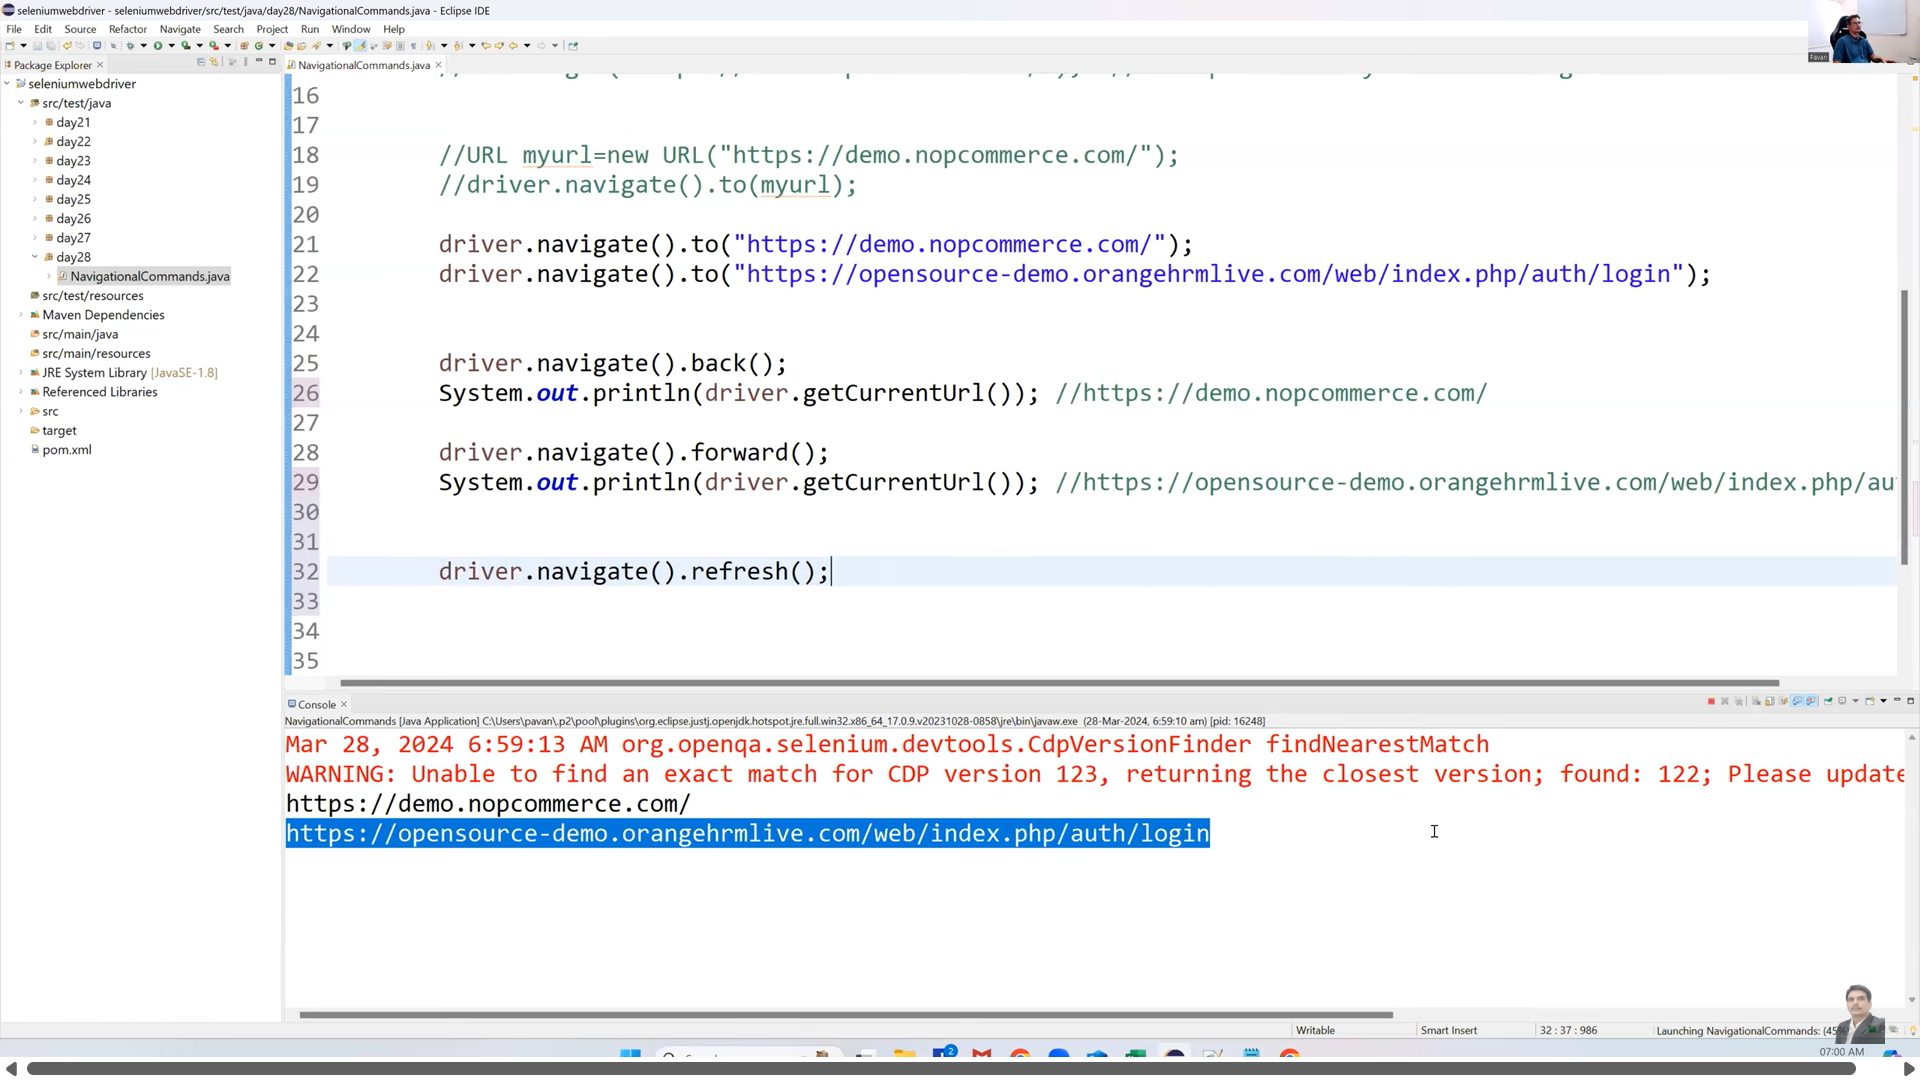 seleniumwebdriver - seleniumwebdriver/src/test/java/day28/NavigationalCommands.java - Eclipse IDE
File Edit Source Refactor Navigate Search Project Run Window Help
Package Explorer
NavigationalCommands.java
seleniumwebdriver
src/test/java
day21
day22
day23
day24
day25
day26
day27
day28
NavigationalCommands.java
src/test/resources
Maven Dependencies
src/main/java
src/main/resources
JRE System Library [JavaSE-1.8]
Referenced Libraries
src
target
pom.xml
16
17
18 //URL myurl=new URL("https://demo.nopcommerce.com/");
19 //driver.navigate().to(myurl);
20
21 driver.navigate().to("https://demo.nopcommerce.com/");
22 driver.navigate().to("https://opensource-demo.orangehrmlive.com/web/index.php/auth/login");
23
24
25 driver.navigate().back();
26 System.out.println(driver.getCurrentUrl()); //https://demo.nopcommerce.com/
27
28 driver.navigate().forward();
29 System.out.println(driver.getCurrentUrl()); //https://opensource-demo.orangehrmlive.com/web/index.php/au
30
31
32 driver.navigate().refresh();
33
34
35
Console
NavigationalCommands [Java Application] C:\Users\pavan\.p2\pool\plugins\org.eclipse.justj.openjdk.hotspot.jre.full.win32.x86_64_17.0.9.v20231028-0858\jre\bin\javaw.exe (28-Mar-2024, 6:59:10 am) [pid: 16248]
Mar 28, 2024 6:59:13 AM org.openqa.selenium.devtools.CdpVersionFinder findNearestMatch
WARNING: Unable to find an exact match for CDP version 123, returning the closest version; found: 122; Please update
https://demo.nopcommerce.com/
https://opensource-demo.orangehrmlive.com/web/index.php/auth/login
Writable Smart Insert 32 : 37 : 986 Launching NavigationalCommands: (45%
2
07:00 AM
Pavan